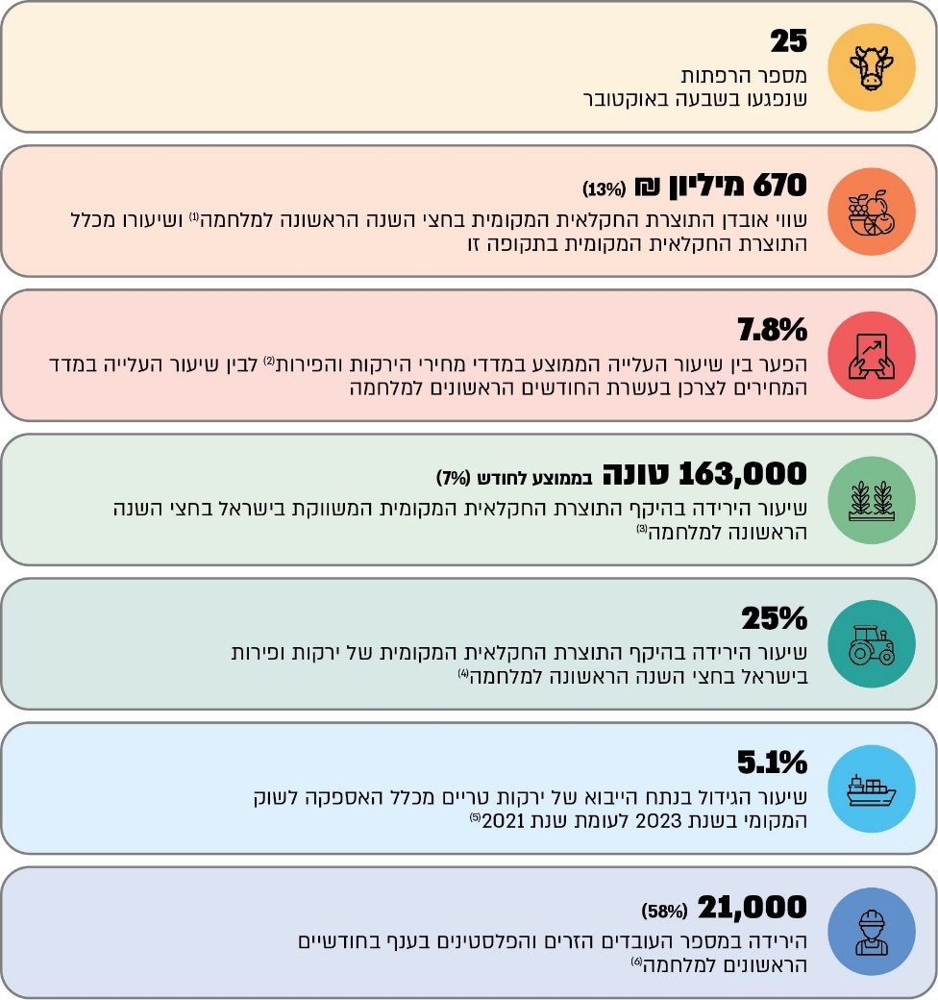 25
מספר הרפתות
שנפגעו בשבעה באוקטובר
670 מיליון ₪ (13%)
שווי אובדן התוצרת החקלאית המקומית בחצי השנה הראשונה למלחמה(1) ושיעורו מכלל
התוצרת החקלאית המקומית בתקופה זו
7.8%
הפער בין שיעור העלייה הממוצע במדדי מחירי הירקות והפירות(2) לבין שיעור העלייה במדד
המחירים לצרכן בעשרת החודשים הראשונים למלחמה
163,000 טונה בממוצע לחודש (7%)
שיעור הירידה בהיקף התוצרת החקלאית המקומית המשווקת בישראל בחצי השנה
הראשונה למלחמה(3)
25%
שיעור הירידה בהיקף התוצרת החקלאית המקומית של ירקות ופירות
בישראל בחצי השנה הראשונה למלחמה(4)
5.1%
שיעור הגידול בנתח הייבוא של ירקות טריים מכלל האספקה לשוק
המקומי בשנת 2023 לעומת שנת 2021(5)
21,000 (58%)
הירידה במספר העובדים הזרים והפלסטינים בענף בחודשיים
הראשונים למלחמה(6)